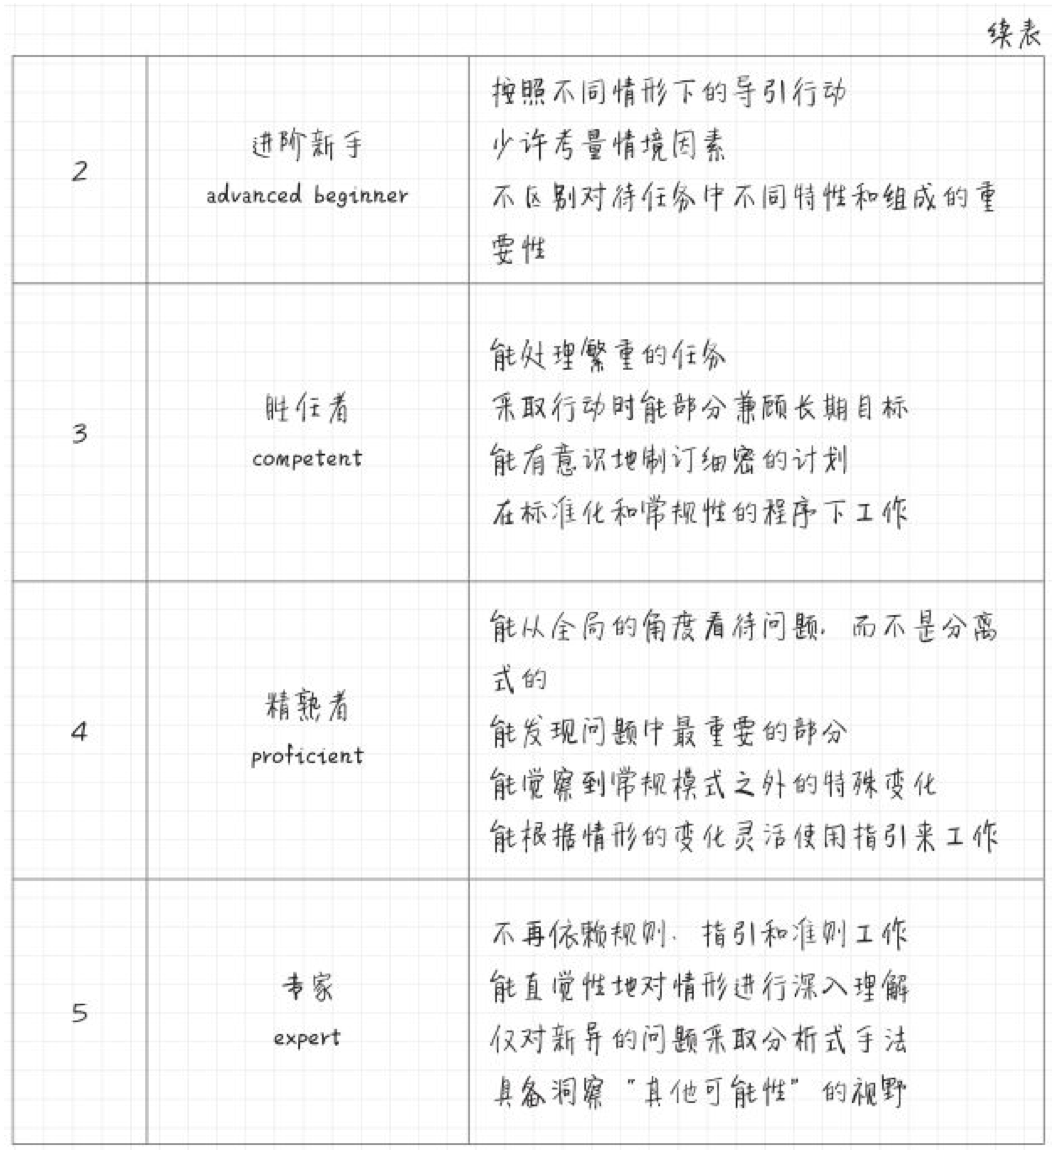 续表
2
进阶新手
advanced beginner
按照不同情形下的导引行动
少许考量情境因素
不区别对待任务中不同特性和组成的重
要性
3
胜任者
competent
能处理繁重的任务
采取行动时能部分兼顾长期目标
能有意识地制订细密的计划
在标准化和常规性的程序下工作
4
精熟者
proficient
能从全局的角度看待问题，而不是分离
式的
能发现问题中最重要的部分
能觉察到常规模式之外的特殊变化
能根据情形的变化灵活使用指引来工作
5
专家
expert
不再依赖规则、指引和准则工作
能直觉性地对情形进行深入理解
仅对新异的问题采取分析式手法
具备洞察“其他可能性”的视野